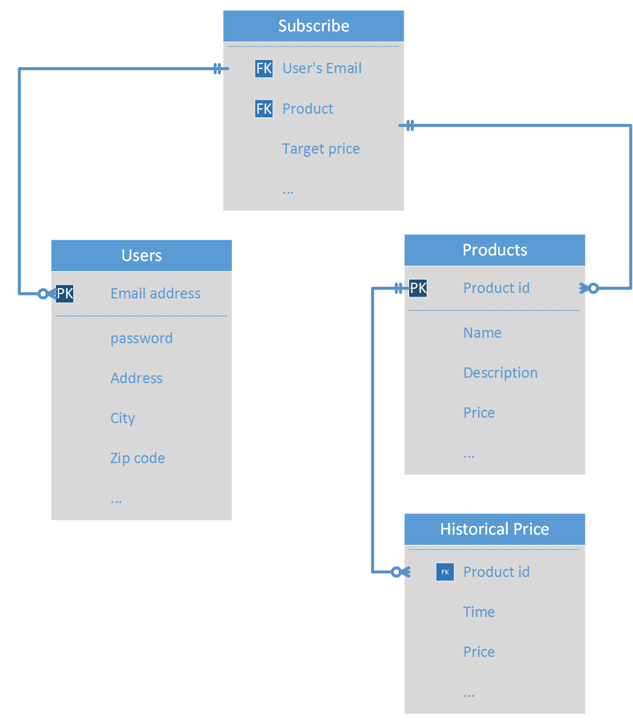 Subscribe
FK User's Email
FK Product
Target price
...
Users
PK Email address
password
Address
City
Zip code
...
Products
PK Product id
Name
Description
Price
...
Historical Price
FK Product id
Time
Price
...